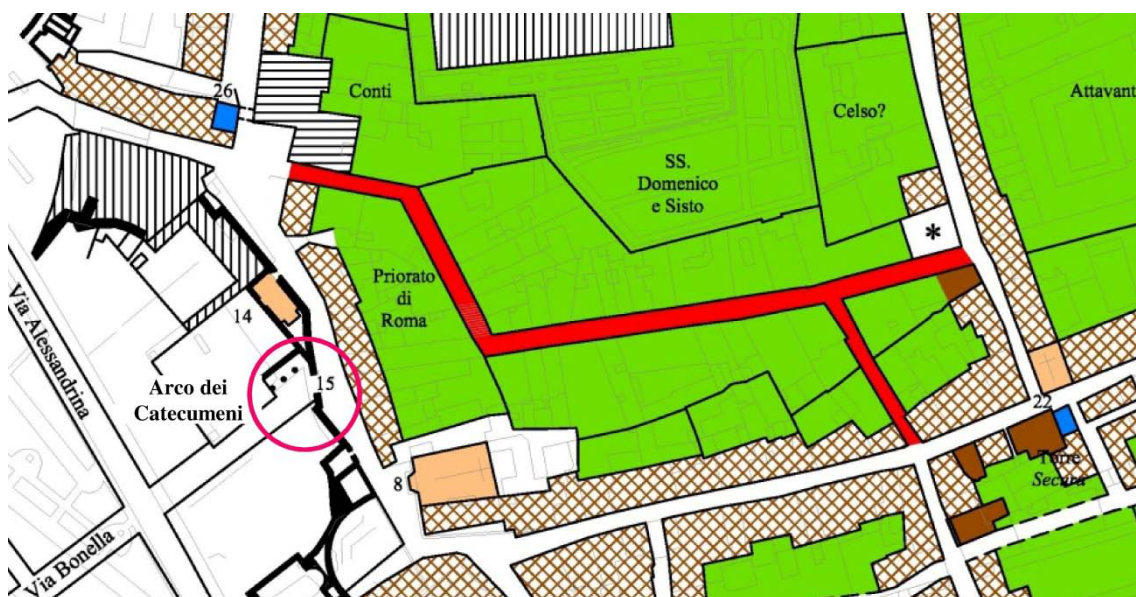 26
Conti
Celso?
Attavant
SS.
Domenico
e Sisto
*
Priorato
di
Roma
14
Via Alessandrina
Arco dei
Catecumeni
15
22
Torre
Secura
8
Via Bonella